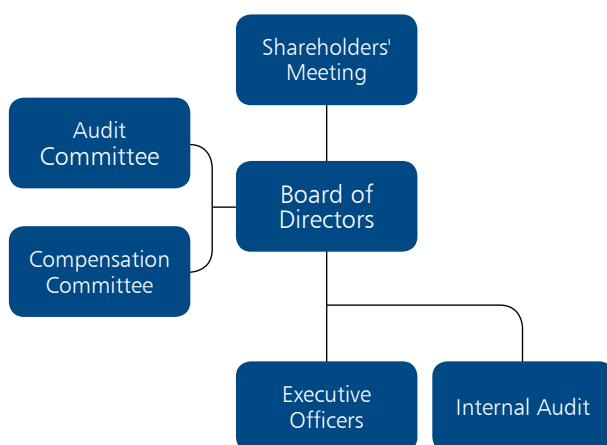 Shareholders'
Meeting
Audit
Committee
Board of
Directors
Compensation
Committee
Executive
Officers
Internal Audit